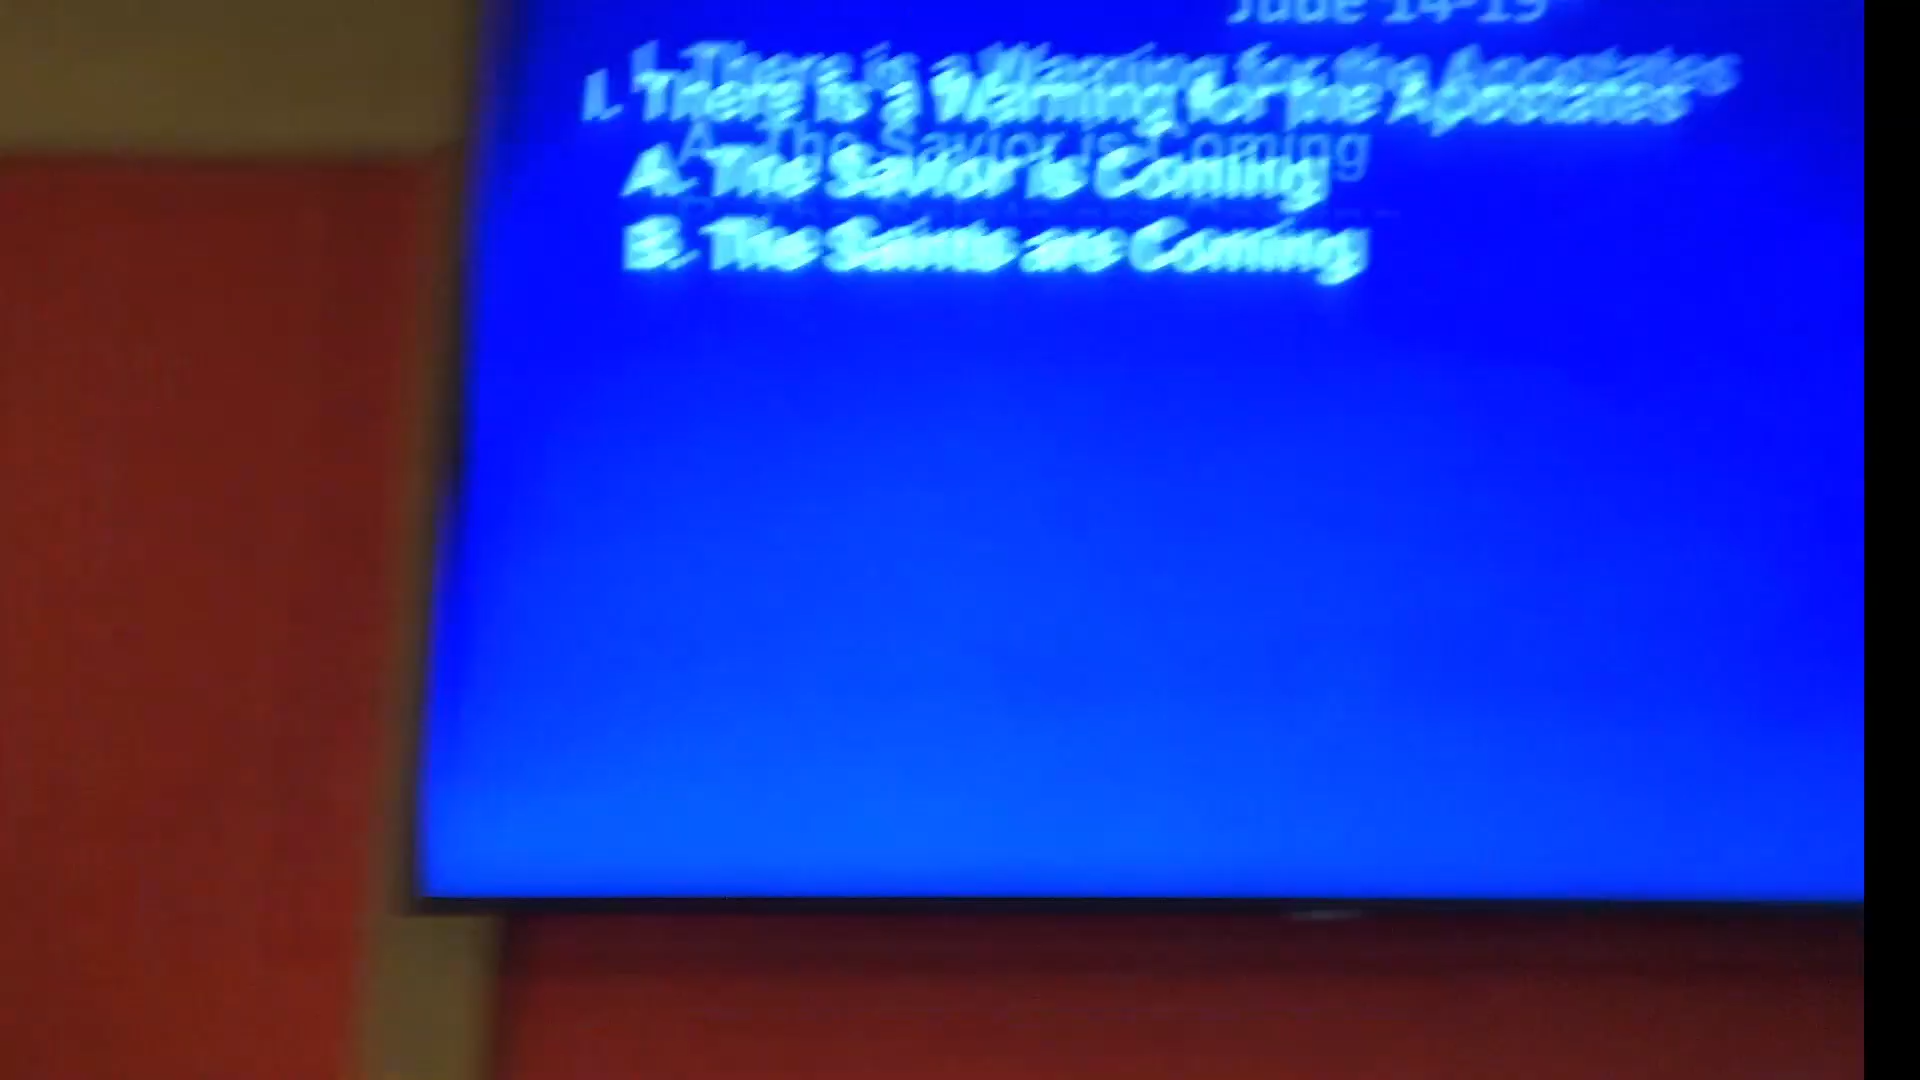 Jude 14-19
I. There is a Warning for the Apostates
A. The Savior is Coming
B. The Saints are Coming